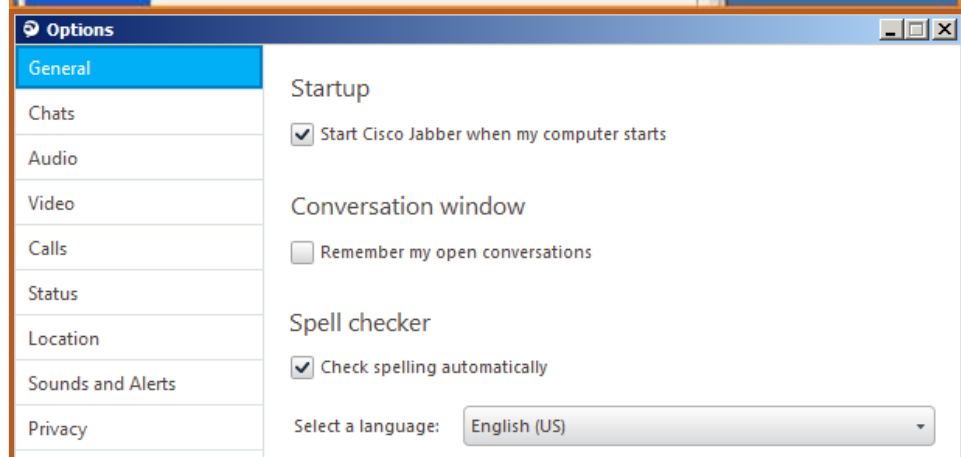 Options
General
Chats
Audio
Video
Calls
Status
Location
Sounds and Alerts
Privacy
Startup
Start Cisco Jabber when my computer starts
Conversation window
Remember my open conversations
Spell checker
Check spelling automatically
Select a language: English (US)